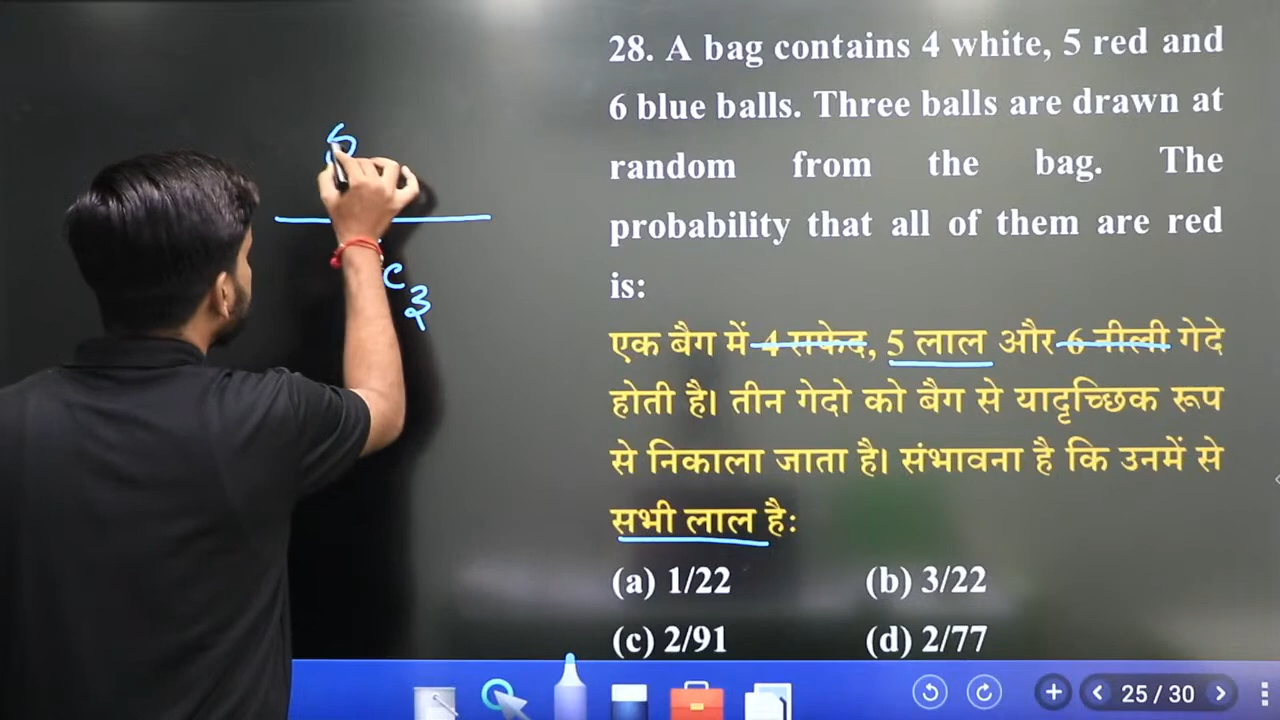 28. A bag contains 4 white, 5 red and
6 blue balls. Three balls are drawn at
random from the bag. The
probability that all of them are red
is:
एक बैग में 4 सफेद, 5 लाल और 6 नीली गेदे
होती है। तीन गेदो को बैग से यादृच्छिक रूप
से निकाला जाता है। संभावना है कि उनमें से
सभी लाल है:
(a) 1/22 (b) 3/22
(c) 2/91 (d) 2/77
5
C3
25 / 30